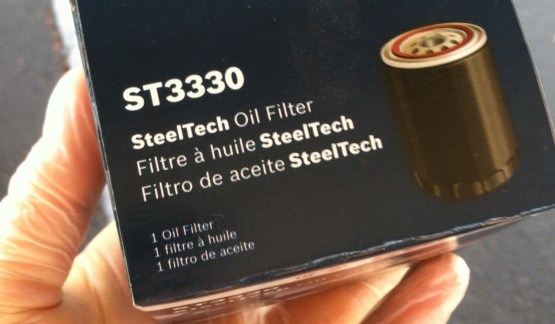 ST3330
SteelTech Oil Filter
Filtre à huile SteelTech
Filtro de aceite SteelTech
1 Oil Filter
1 filtre à huile
1 filtro de aceite